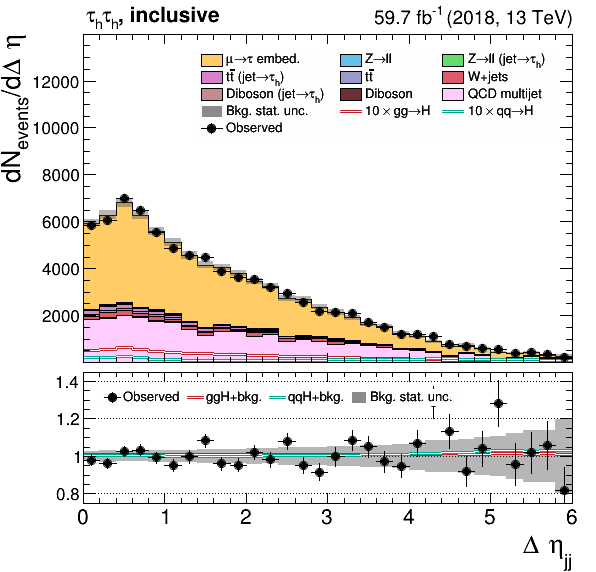 τhτh, inclusive 59.7 fb-1 (2018, 13 TeV)
dNevents/dΔ η
12000
10000
8000
6000
4000
2000
μ→τ embed. Z→ll Z→ll (jet→τh)
tt̄ (jet→τh) tt̄ W+jets
Diboson (jet→τh) Diboson QCD multijet
Bkg. stat. unc. 10 × gg→H 10 × qq→H
Observed
1.4
1.2
1
0.8
Observed ggH+bkg. qqH+bkg. Bkg. stat. unc.
0 1 2 3 4 5 6
Δ ηjj